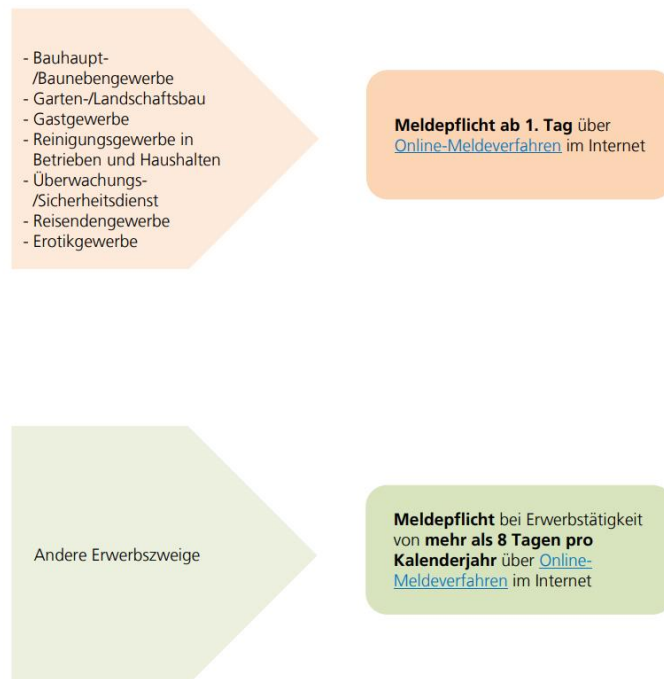 - Bauhaupt-
/Baunebengewerbe
- Garten-/Landschaftsbau
- Gastgewerbe
- Reinigungsgewerbe in
Betrieben und Haushalten
- Überwachungs-
/Sicherheitsdienst
- Reisendengewerbe
- Erotikgewerbe
Meldepflicht ab 1. Tag über
Online-Meldeverfahren im Internet
Andere Erwerbszweige
Meldepflicht bei Erwerbstätigkeit
von mehr als 8 Tagen pro
Kalenderjahr über Online-
Meldeverfahren im Internet